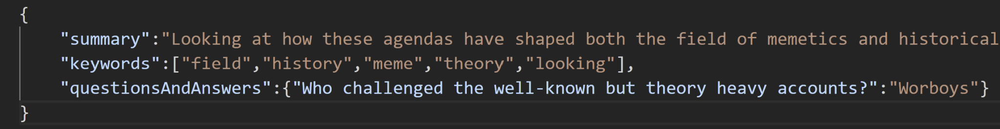 {
"summary":"Looking at how these agendas have shaped both the field of memetics and historical
"keywords":["field","history","meme","theory","looking"],
"questionsAndAnswers":{"Who challenged the well-known but theory heavy accounts?":"Worboys"}
}